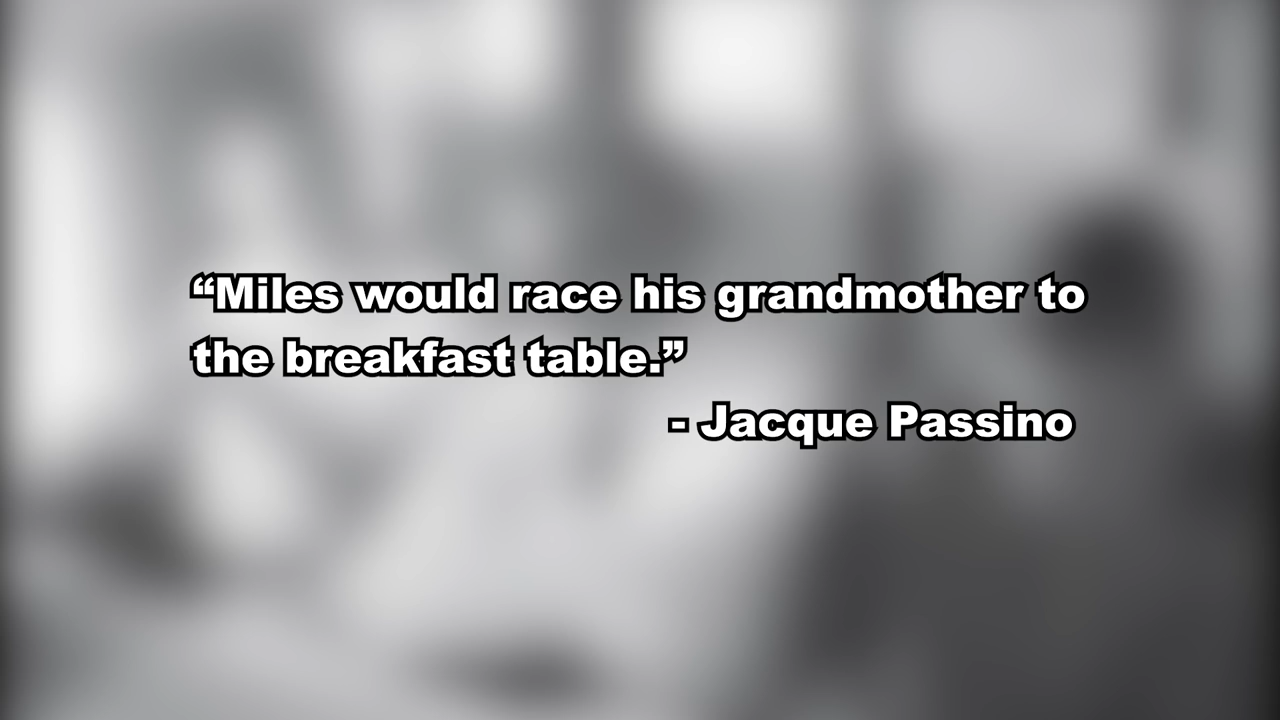 “Miles would race his grandmother to
the breakfast table.”
- Jacque Passino